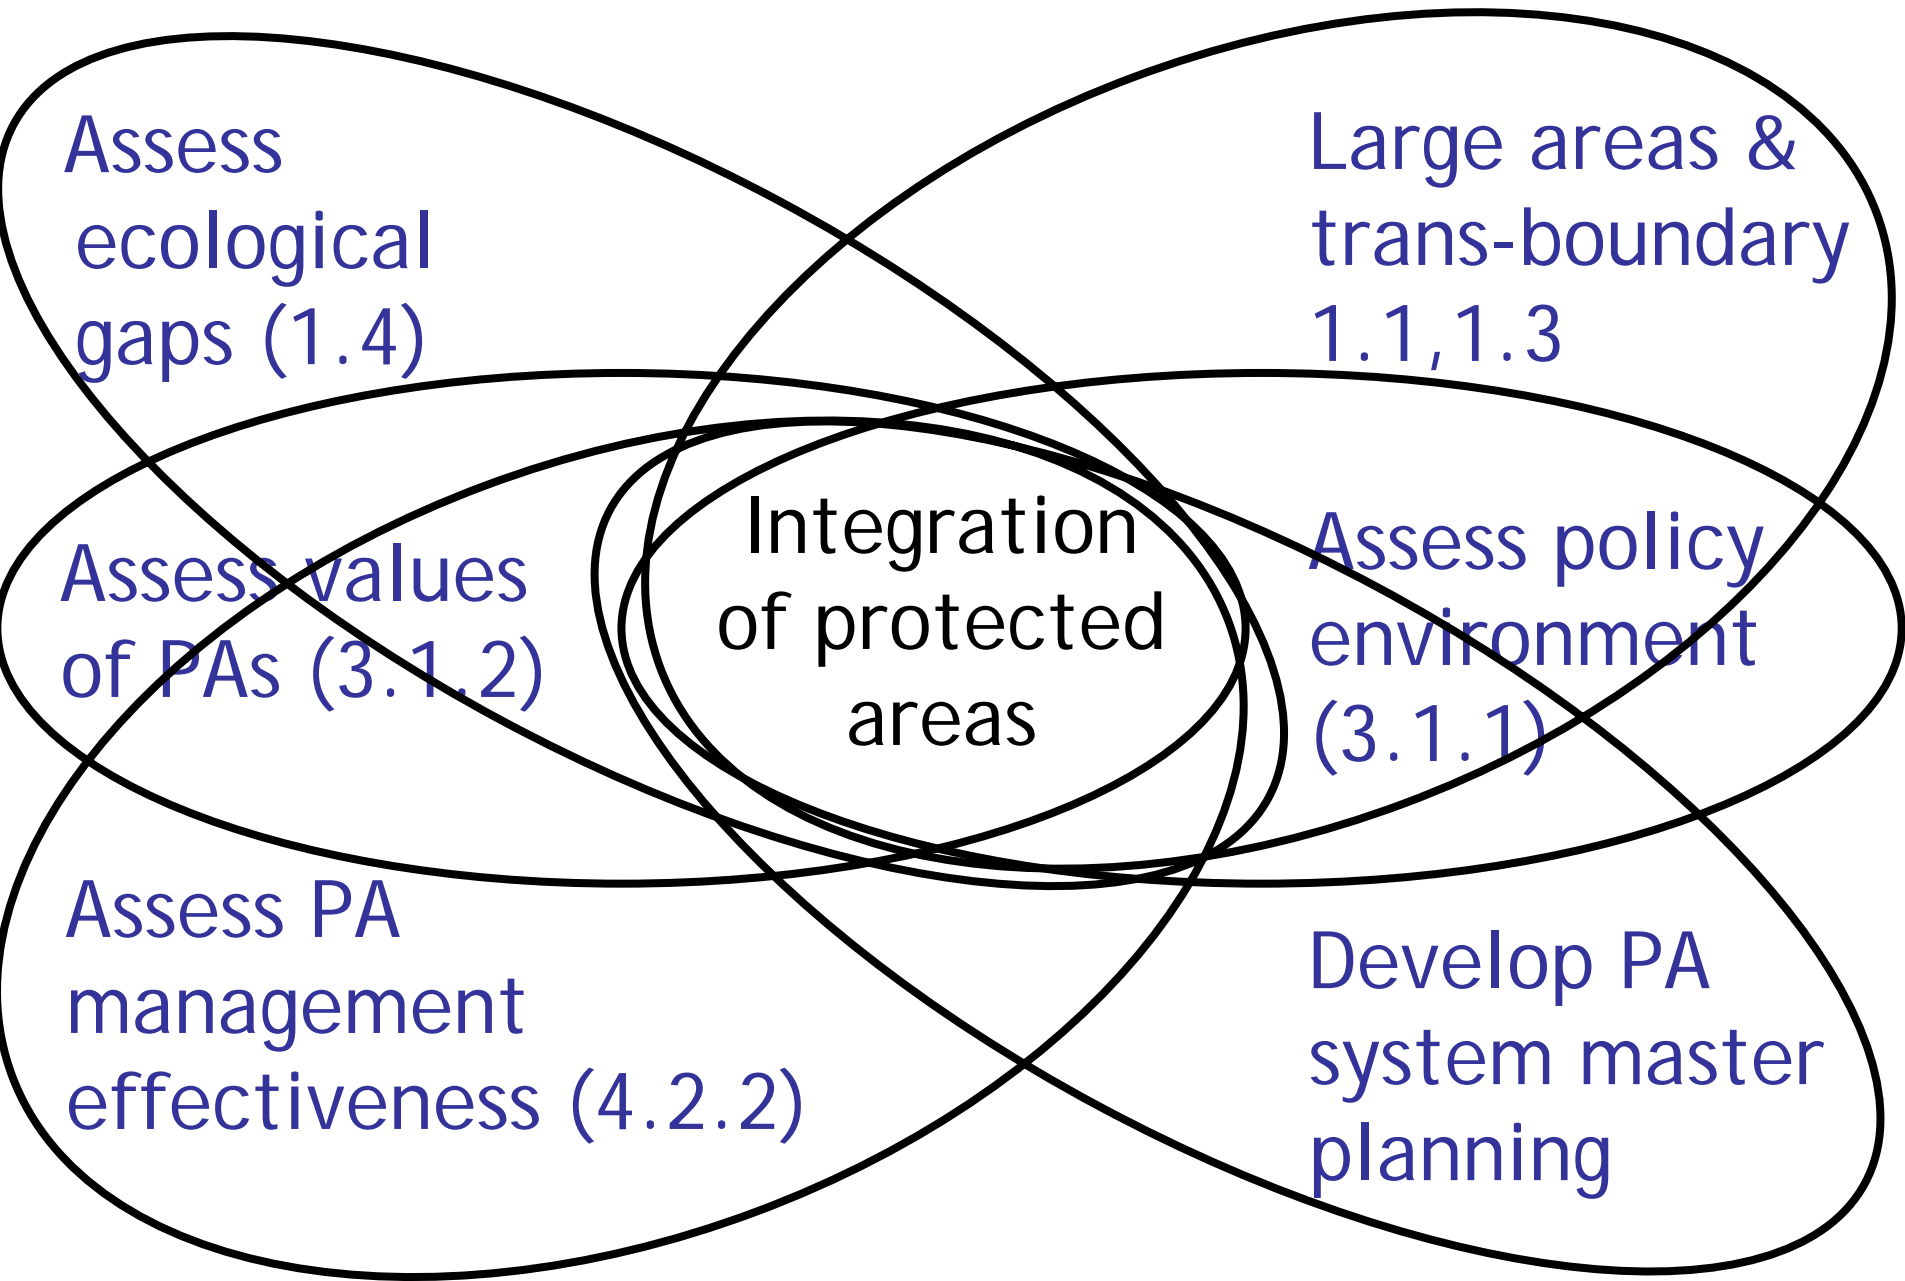 Assess
ecological
gaps (1.4)
Large areas &
trans-boundary
1.1,1.3
Assess values
of PAs (3.1.2)
Integration
of protected
areas
Assess policy
environment
(3.1.1)
Assess PA
management
effectiveness (4.2.2)
Develop PA
system master
planning